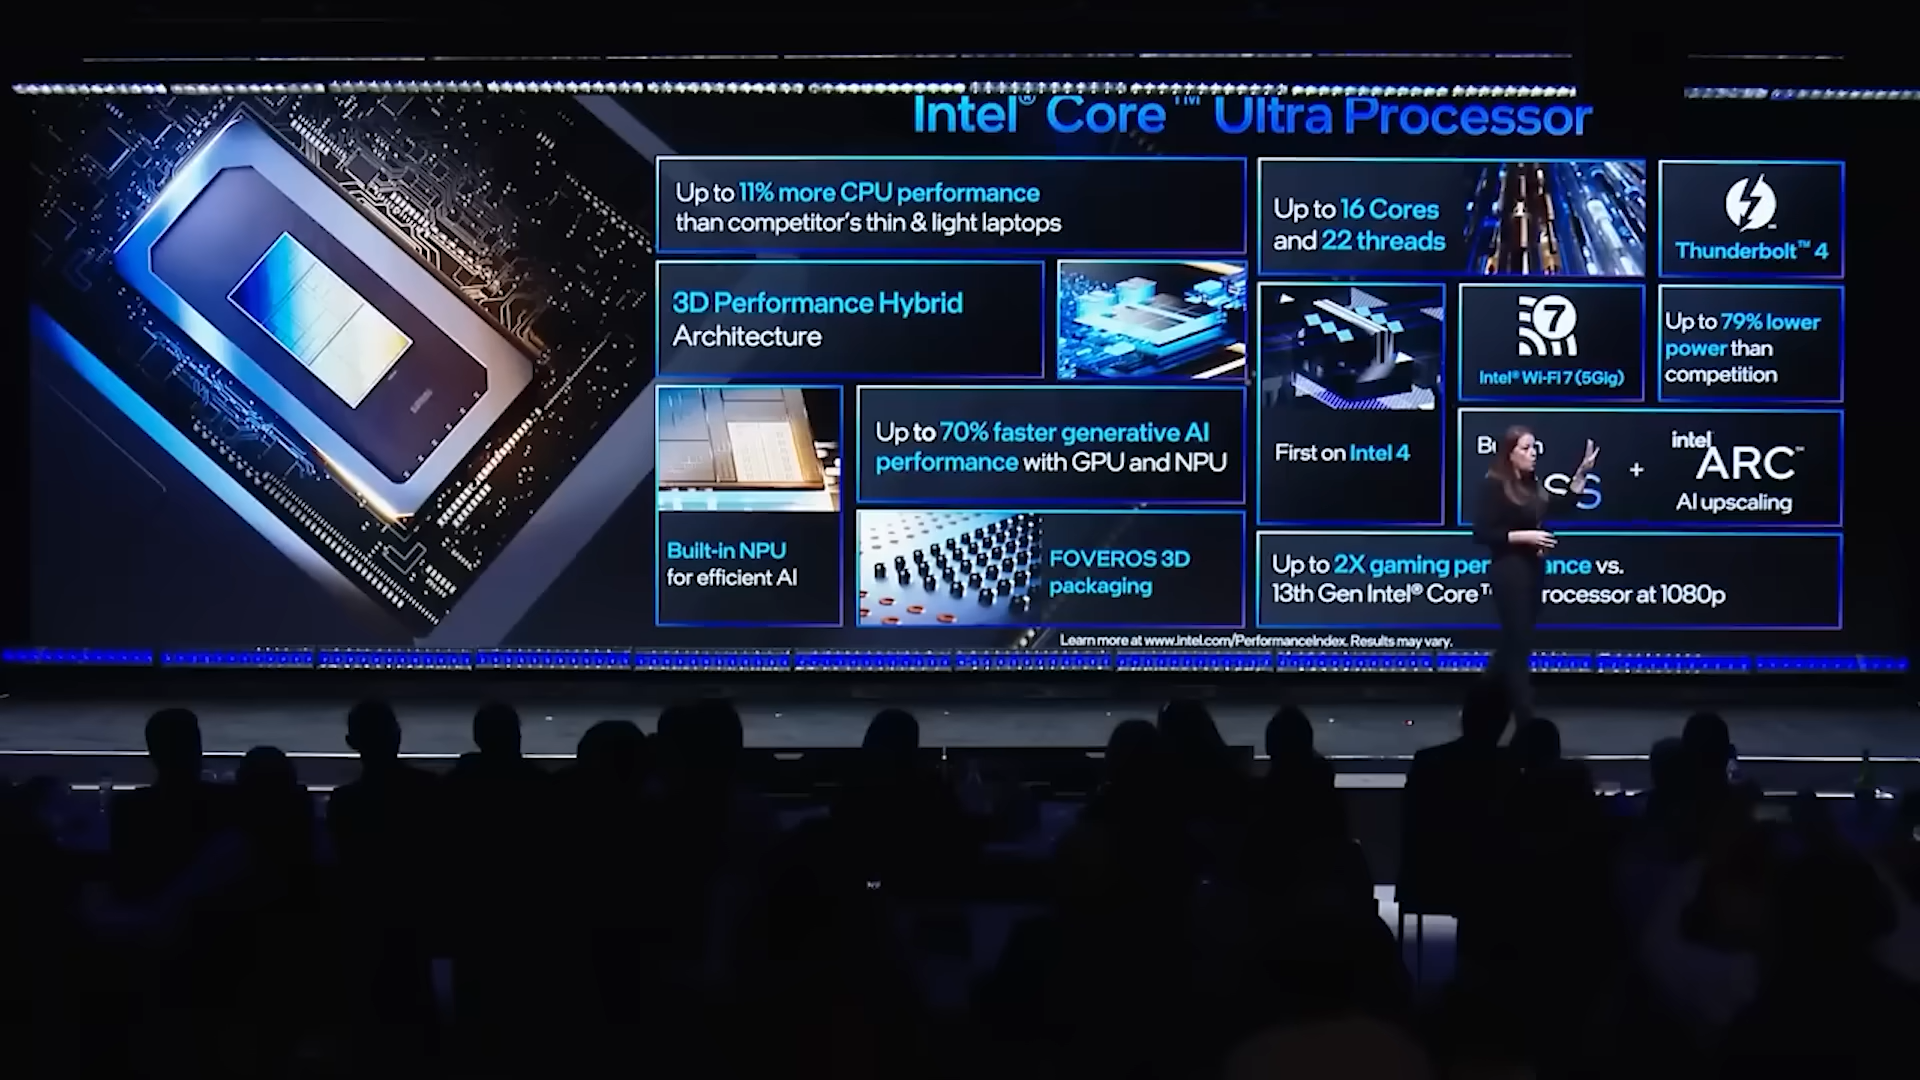 Intel® Core™ Ultra Processor
Up to 11% more CPU performance
than competitor's thin & light laptops
3D Performance Hybrid
Architecture
Built-in NPU
for efficient AI
Up to 70% faster generative AI
performance with GPU and NPU
FOVEROS 3D
packaging
Up to 16 Cores
and 22 threads
Thunderbolt™ 4
First on Intel 4
7
Intel® Wi-Fi 7 (5Gig)
Up to 79% lower
power than
competition
+
intel
ARC™
AI upscaling
Up to 2X gaming vs.
13th Gen Intel® Core at 1080p
Learn more at www.intel.com/PerformanceIndex. Results may vary.